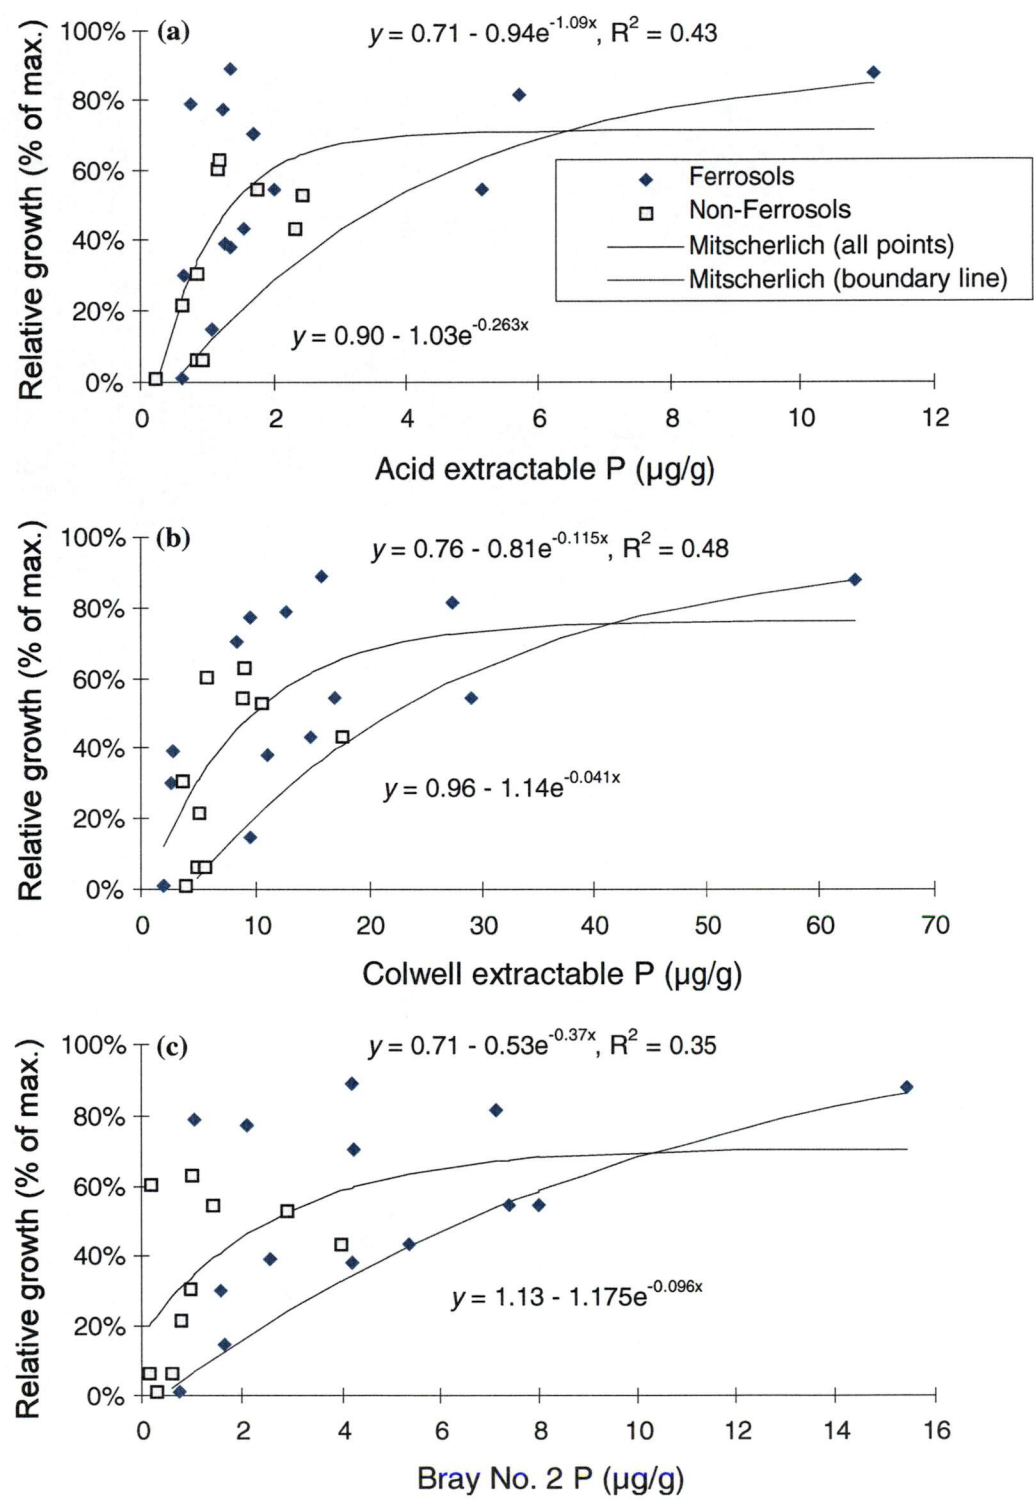 Relative growth (% of max.)
100%
80%
60%
40%
20%
0%
(a)
y = 0.71 - 0.94e^-1.09x, R² = 0.43
Ferrosols
Non-Ferrosols
Mitscherlich (all points)
Mitscherlich (boundary line)
y = 0.90 - 1.03e^-0.263x
0 2 4 6 8 10 12
Acid extractable P (µg/g)
Relative growth (% of max.)
100%
80%
60%
40%
20%
0%
(b)
y = 0.76 - 0.81e^-0.115x, R² = 0.48
y = 0.96 - 1.14e^-0.041x
0 10 20 30 40 50 60 70
Colwell extractable P (µg/g)
Relative growth (% of max.)
100%
80%
60%
40%
20%
0%
(c)
y = 0.71 - 0.53e^-0.37x, R² = 0.35
y = 1.13 - 1.175e^-0.096x
0 2 4 6 8 10 12 14 16
Bray No. 2 P (µg/g)